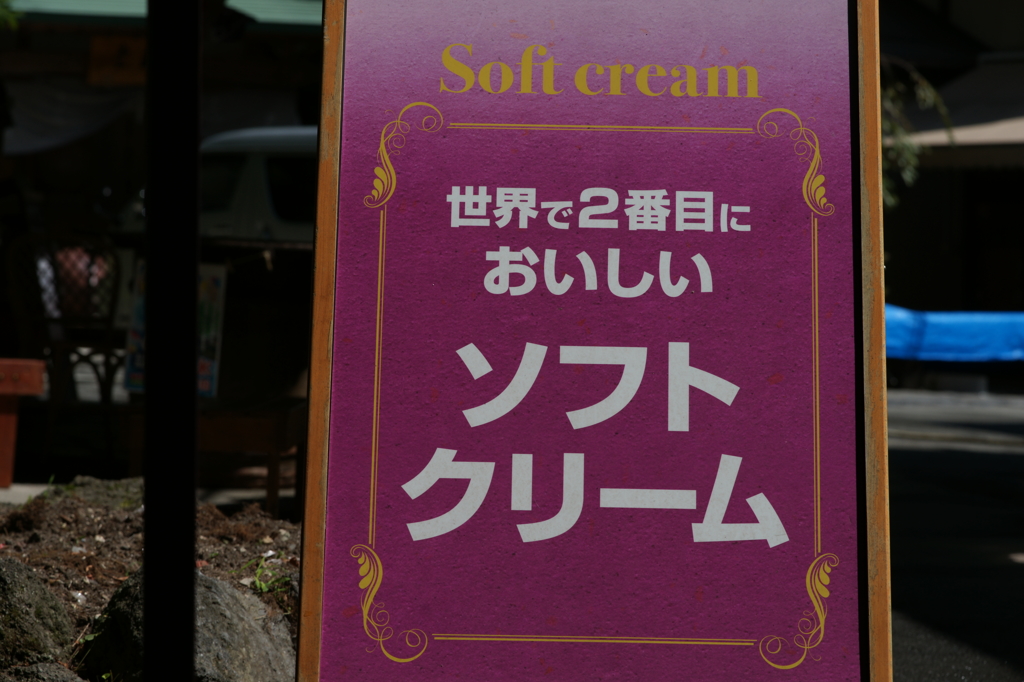 Soft cream
世界で2番目に
おいしい
ソフト
クリーム